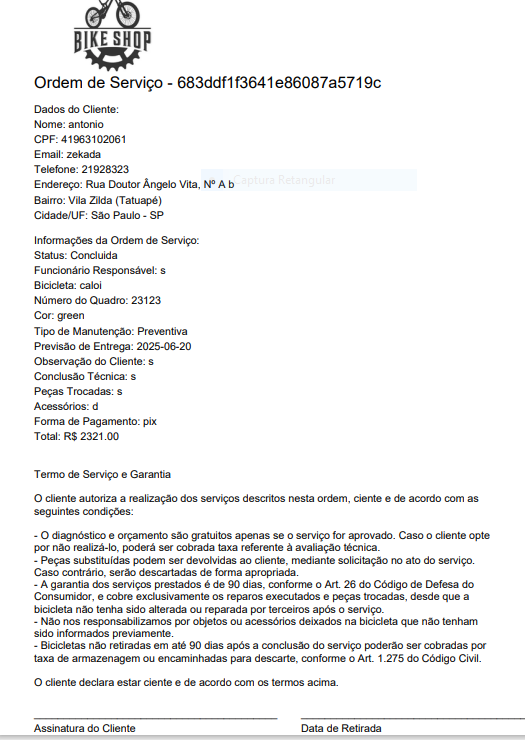 BIKE SHOP
Ordem de Serviço - 683ddf1f3641e86087a5719c
Dados do Cliente:
Nome: antonio
CPF: 41963102061
Email: zekada
Telefone: 21928323
Captura Retangular
Endereço: Rua Doutor Ângelo Vita, Nº A b
Bairro: Vila Zilda (Tatuapé)
Cidade/UF: São Paulo - SP
Informações da Ordem de Serviço:
Status: Concluida
Funcionário Responsável: s
Bicicleta: caloi
Número do Quadro: 23123
Cor: green
Tipo de Manutenção: Preventiva
Previsão de Entrega: 2025-06-20
Observação do Cliente: s
Conclusão Técnica: s
Peças Trocadas: s
Acessórios: d
Forma de Pagamento: pix
Total: R$ 2321.00
Termo de Serviço e Garantia
O cliente autoriza a realização dos serviços descritos nesta ordem, ciente e de acordo com as
seguintes condições:
- O diagnóstico e orçamento são gratuitos apenas se o serviço for aprovado. Caso o cliente opte
por não realizá-lo, poderá ser cobrada taxa referente à avaliação técnica.
- Peças substituídas podem ser devolvidas ao cliente, mediante solicitação no ato do serviço.
Caso contrário, serão descartadas de forma apropriada.
- A garantia dos serviços prestados é de 90 dias, conforme o Art. 26 do Código de Defesa do
Consumidor, e cobre exclusivamente os reparos executados e peças trocadas, desde que a
bicicleta não tenha sido alterada ou reparada por terceiros após o serviço.
- Não nos responsabilizamos por objetos ou acessórios deixados na bicicleta que não tenham
sido informados previamente.
- Bicicletas não retiradas em até 90 dias após a conclusão do serviço poderão ser cobradas por
taxa de armazenagem ou encaminhadas para descarte, conforme o Art. 1.275 do Código Civil.
O cliente declara estar ciente e de acordo com os termos acima.
Assinatura do Cliente
Data de Retirada